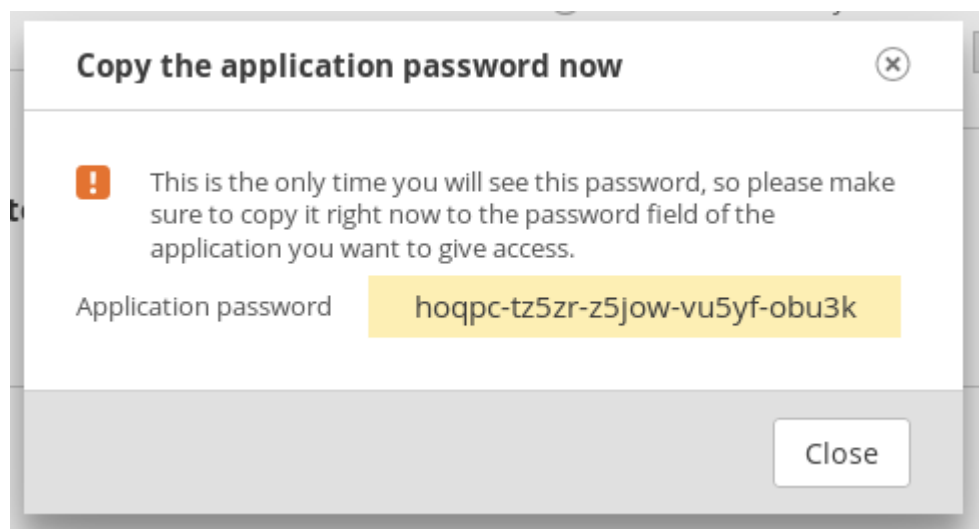 Copy the application password now
This is the only time you will see this password, so please make
sure to copy it right now to the password field of the
application you want to give access.
Application password hoqpc-tz5zr-z5jow-vu5yf-obu3k
Close